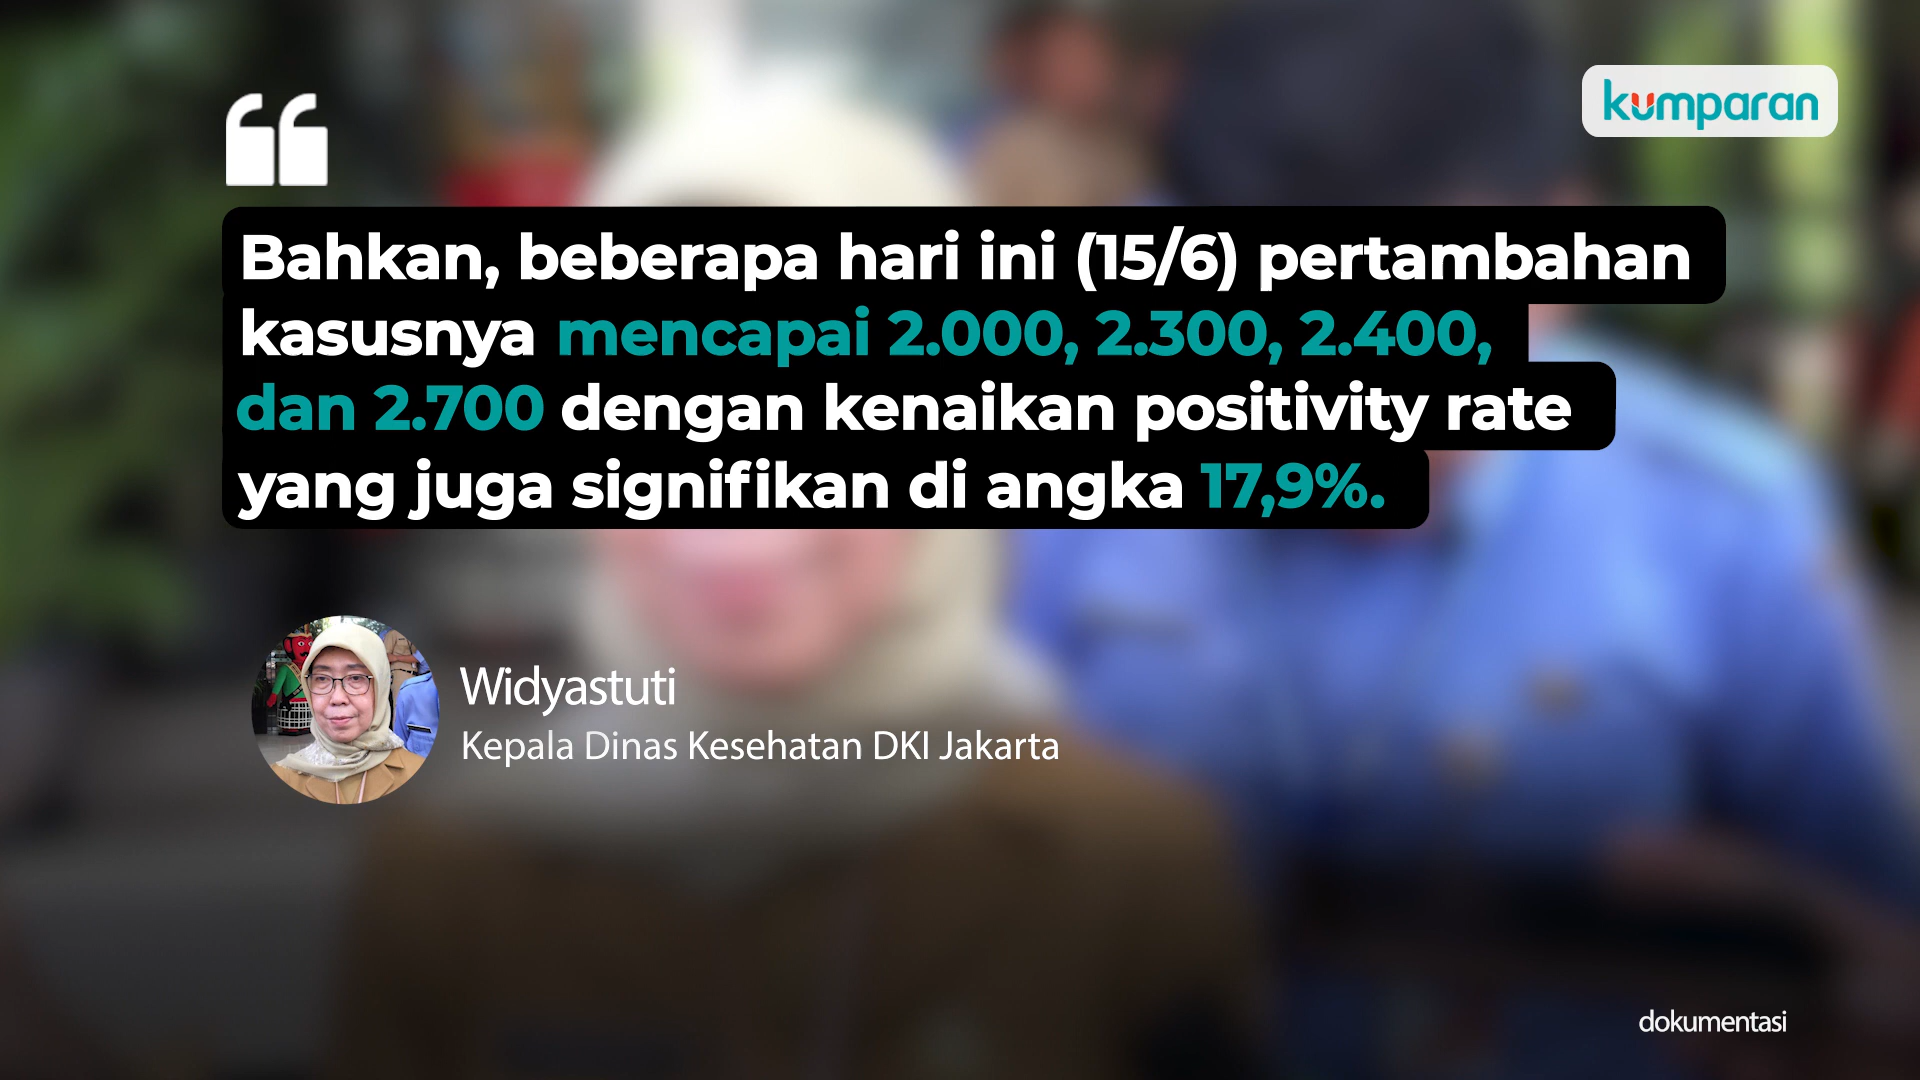 kumparan
“
Bahkan, beberapa hari ini (15/6) pertambahan
kasusnya mencapai 2.000, 2.300, 2.400,
dan 2.700 dengan kenaikan positivity rate
yang juga signifikan di angka 17,9%.
Widyastuti
Kepala Dinas Kesehatan DKI Jakarta
dokumentasi